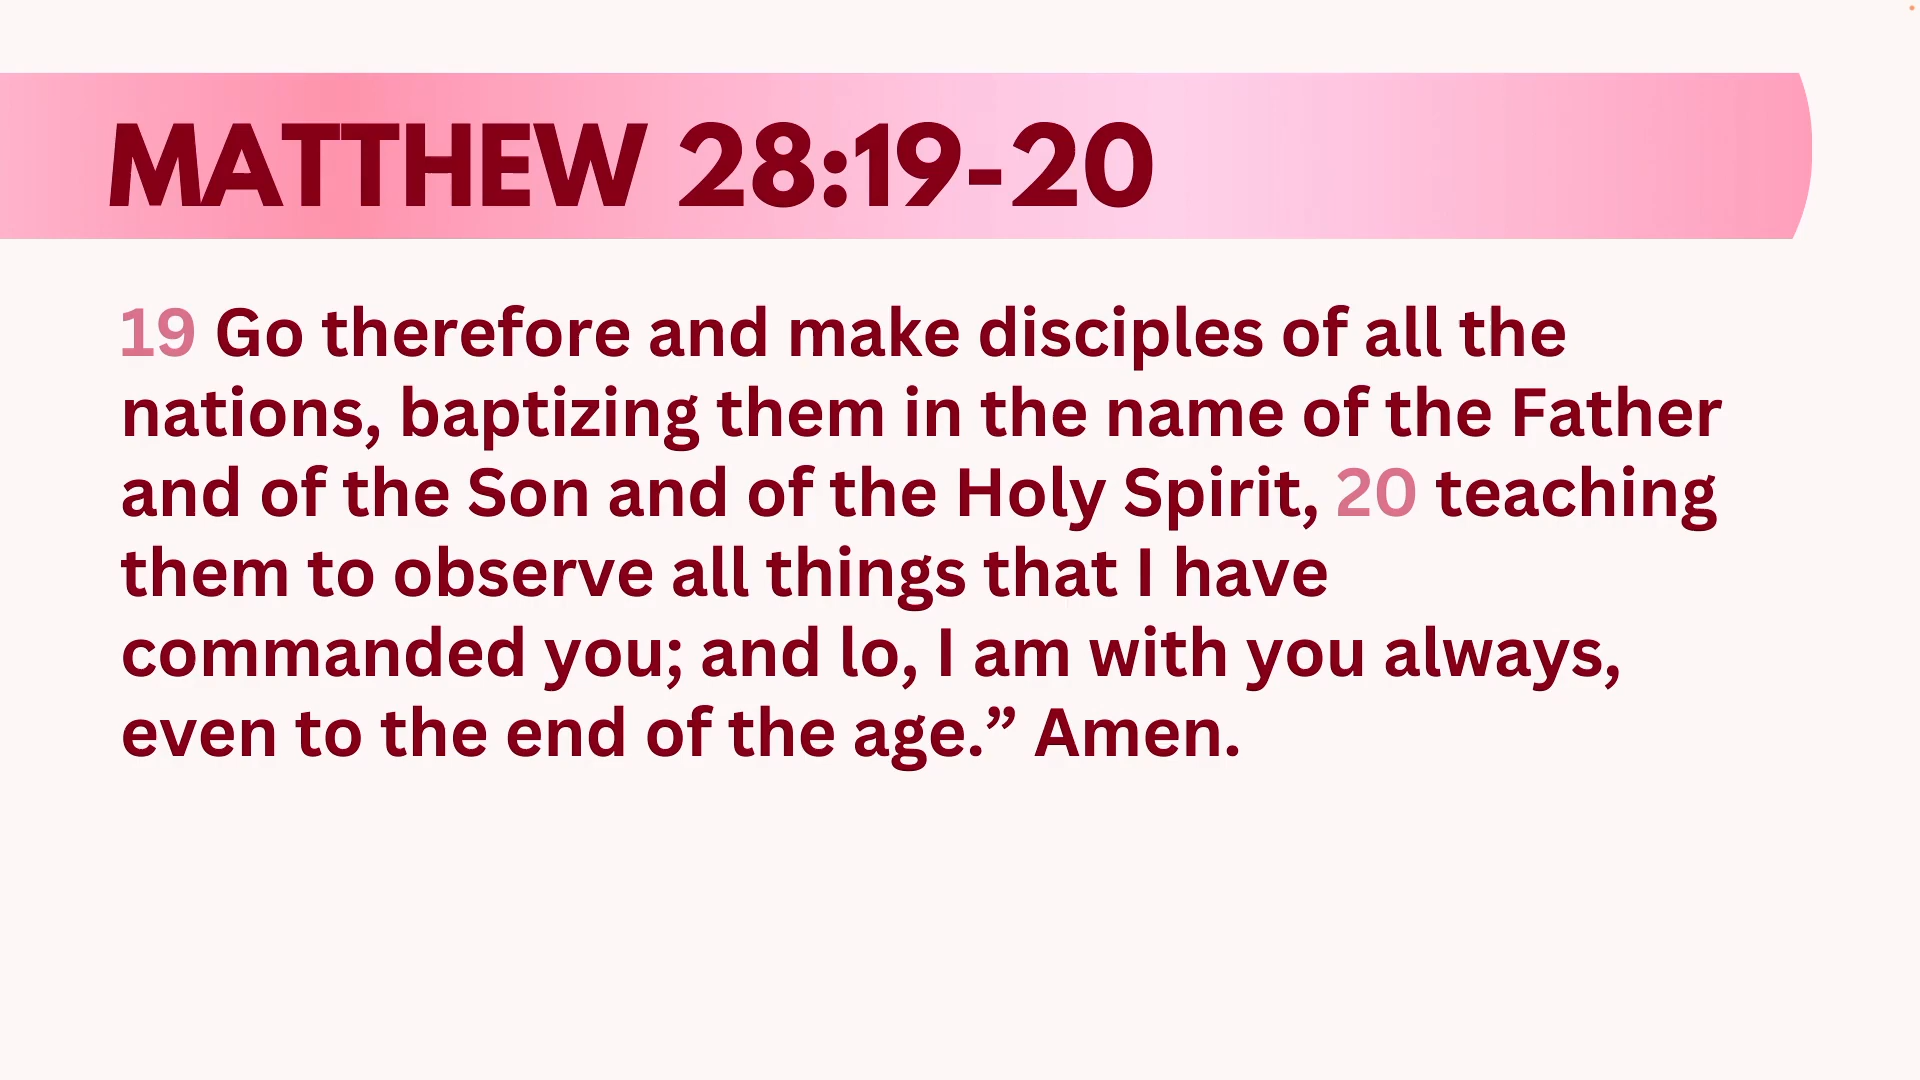 MATTHEW 28:19-20
19 Go therefore and make disciples of all the
nations, baptizing them in the name of the Father
and of the Son and of the Holy Spirit, 20 teaching
them to observe all things that I have
commanded you; and lo, I am with you always,
even to the end of the age.” Amen.